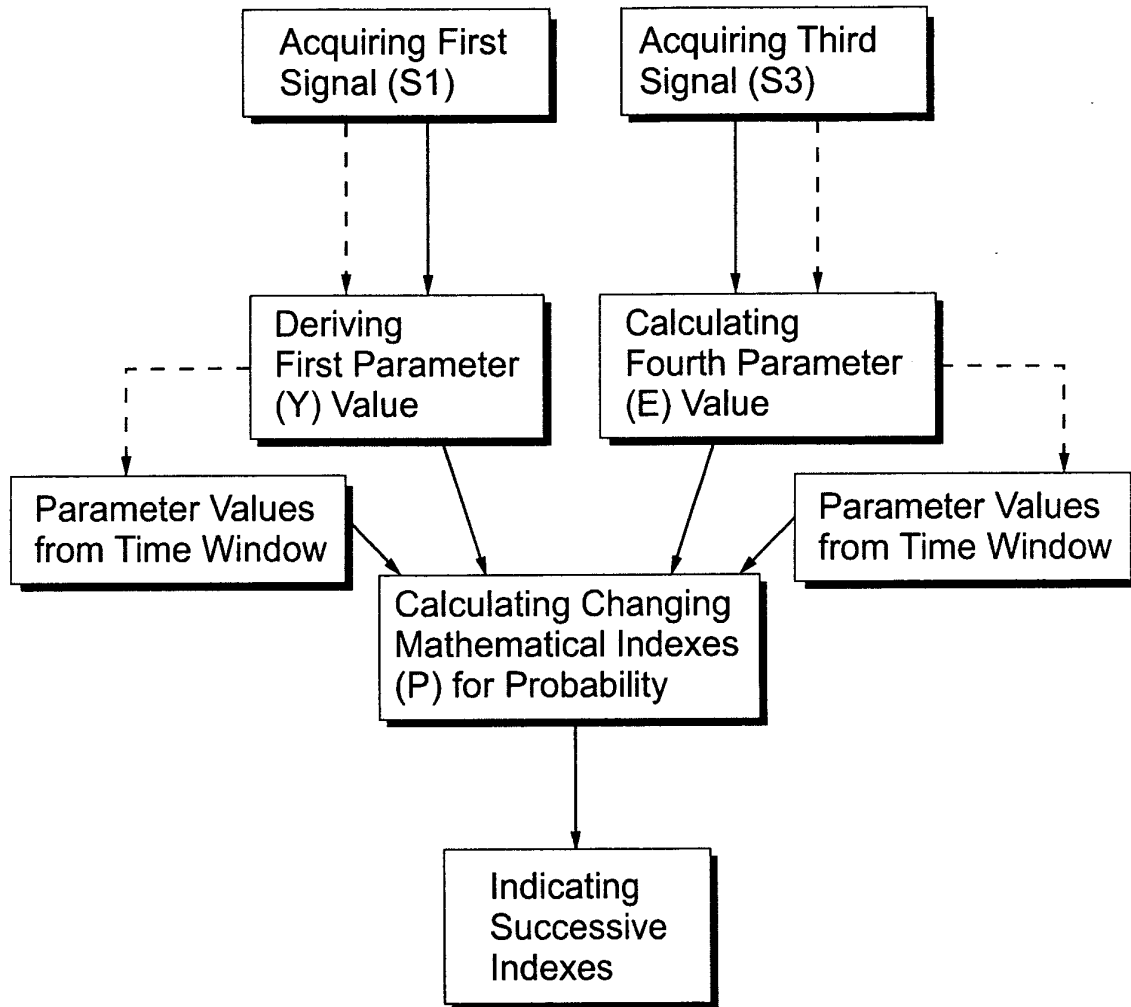 Acquiring First
Signal (S1)
Acquiring Third
Signal (S3)
Deriving
First Parameter
(Y) Value
Calculating
Fourth Parameter
(E) Value
Parameter Values
from Time Window
Parameter Values
from Time Window
Calculating Changing
Mathematical Indexes
(P) for Probability
Indicating
Successive
Indexes